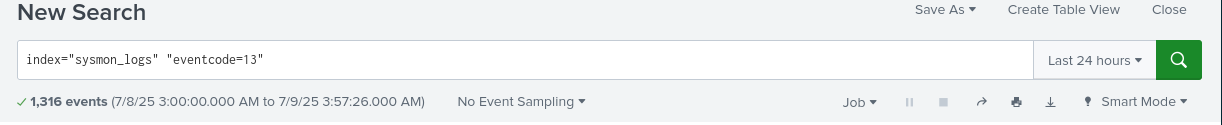 New Search
Save As Create Table View Close
index="sysmon_logs" "eventcode=13"
Last 24 hours
1,316 events (7/8/25 3:00:00.000 AM to 7/9/25 3:57:26.000 AM)
No Event Sampling
Job
Smart Mode